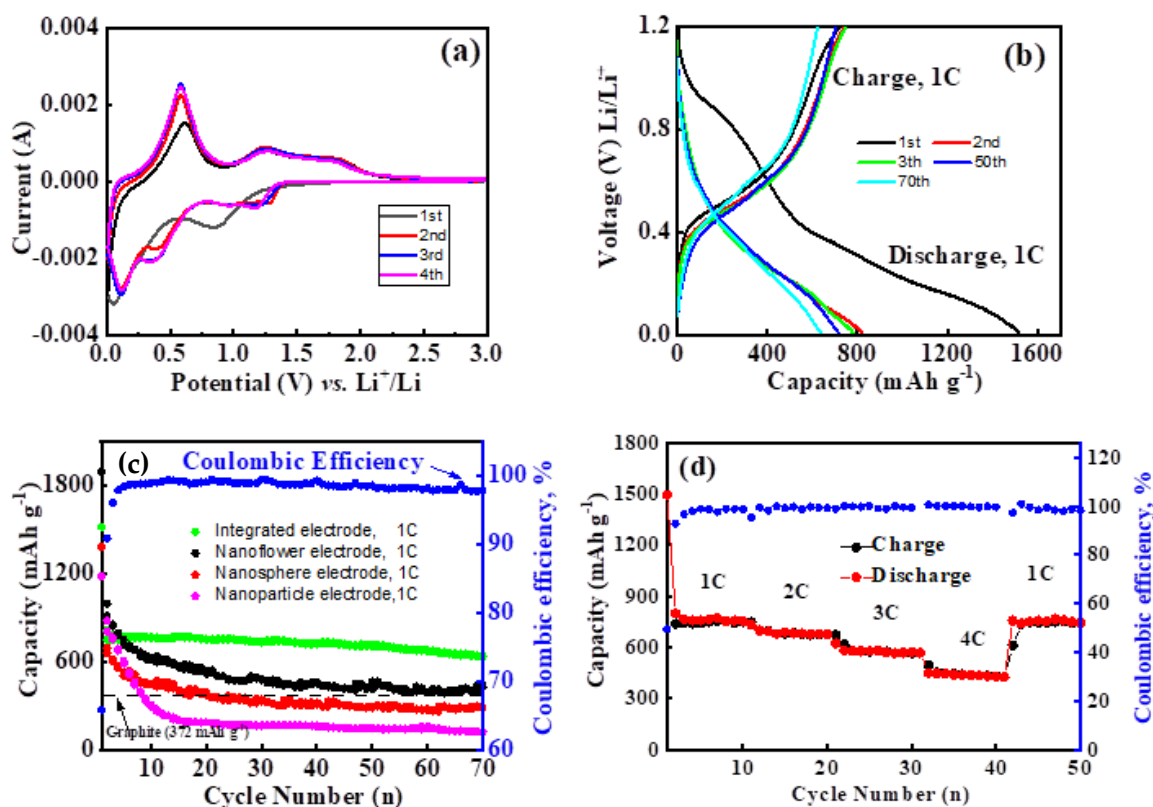 (a)
0.004
0.002
0.000
-0.002
-0.004
Current (A)
1st
2nd
3rd
4th
0.0 0.5 1.0 1.5 2.0 2.5 3.0
Potential (V) vs. Li⁺/Li
(b)
1.2
0.8
0.4
0.0
Voltage (V) Li/Li⁺
Charge, 1C
1st 2nd
3th 50th
70th
Discharge, 1C
0 400 800 1200 1600
Capacity (mAh g⁻¹)
(c)
Coulombic Efficiency
1800
1200
600
0
Capacity (mAh g⁻¹)
Integrated electrode, 1C
Nanoflower electrode, 1C
Nanosphere electrode, 1C
Nanoparticle electrode,1C
Graphite (372 mAh g⁻¹)
100
90
80
70
60
Coulombic efficiency, %
10 20 30 40 50 60 70
Cycle Number (n)
(d)
1800
1500
1200
900
600
300
0
Capacity (mAh g⁻¹)
Charge
Discharge
1C 2C 3C 4C 1C
120
100
80
60
40
20
0
Coulombic efficiency, %
0 10 20 30 40 50
Cycle Number (n)